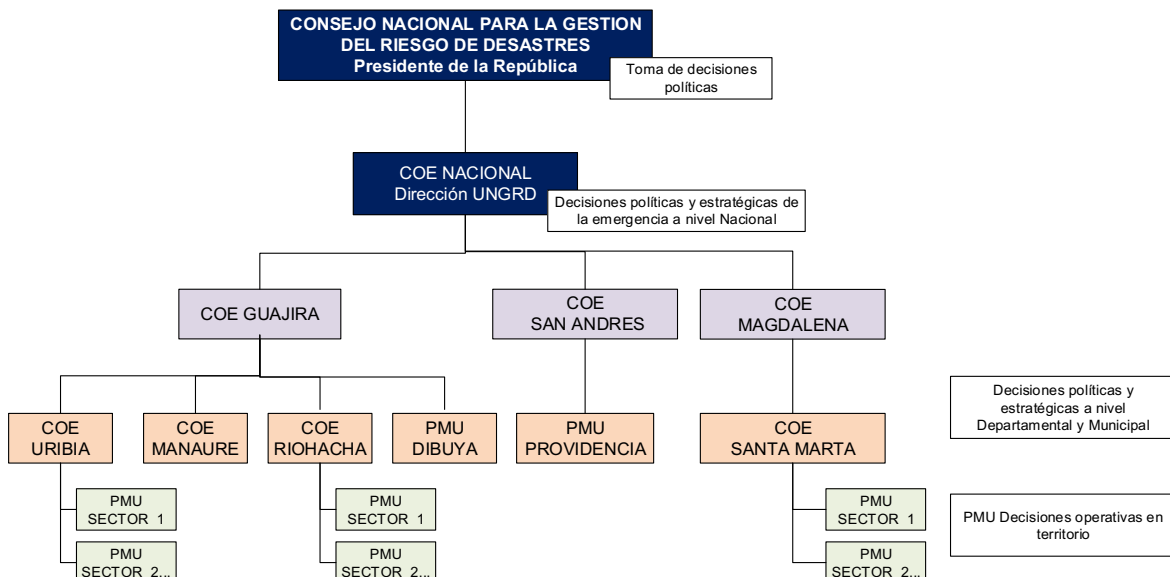 CONSEJO NACIONAL PARA LA GESTION
DEL RIESGO DE DESASTRES
Presidente de la República
Toma de decisiones
políticas
COE NACIONAL
Dirección UNGRD
Decisiones políticas y estratégicas de
la emergencia a nivel Nacional
COE GUAJIRA
COE
SAN ANDRES
COE
MAGDALENA
Decisiones políticas y
estratégicas a nivel
Departamental y Municipal
COE
URIBIA
COE
MANAURE
COE
RIOHACHA
PMU
DIBUYA
PMU
PROVIDENCIA
COE
SANTA MARTA
PMU
SECTOR 1
PMU
SECTOR 1
PMU
SECTOR 1
PMU Decisiones operativas en
territorio
PMU
SECTOR 2...
PMU
SECTOR 2...
PMU
SECTOR 2...